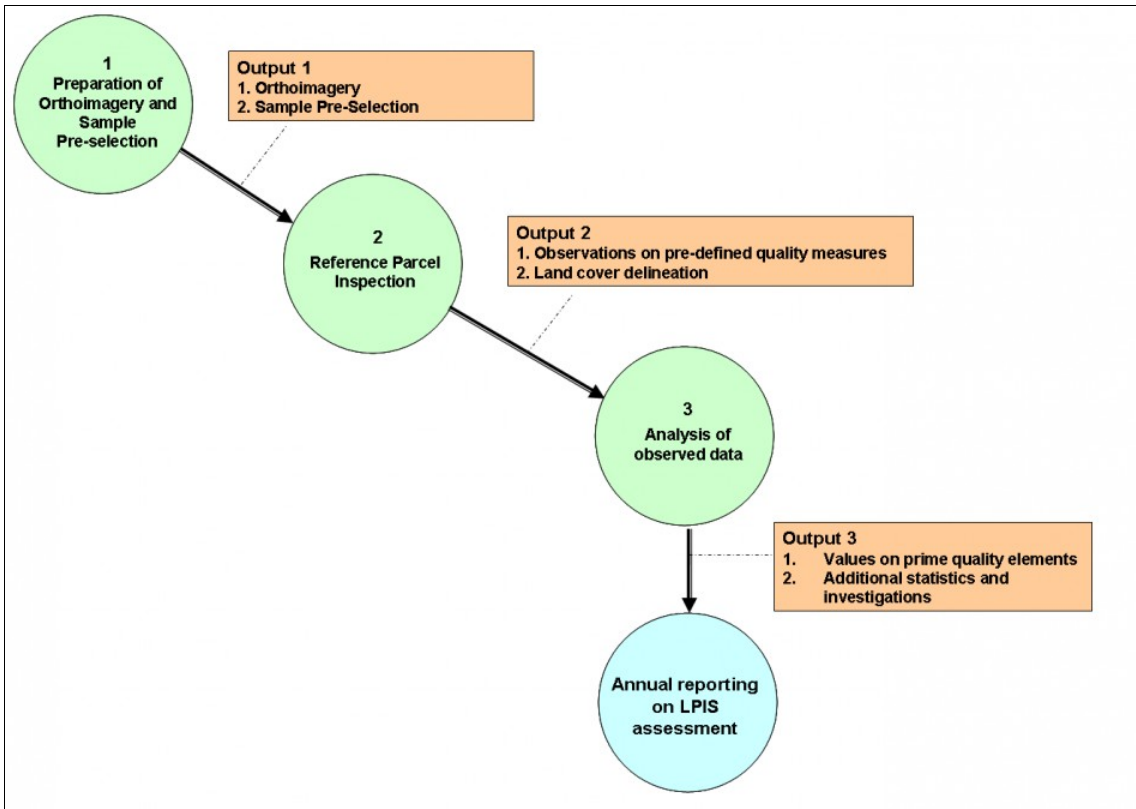 1
Preparation of
Orthoimagery and
Sample
Pre-selection
Output 1
1. Orthoimagery
2. Sample Pre-Selection
2
Reference Parcel
Inspection
Output 2
1. Observations on pre-defined quality measures
2. Land cover delineation
3
Analysis of
observed data
Output 3
1. Values on prime quality elements
2. Additional statistics and
investigations
Annual reporting
on LPIS
assessment